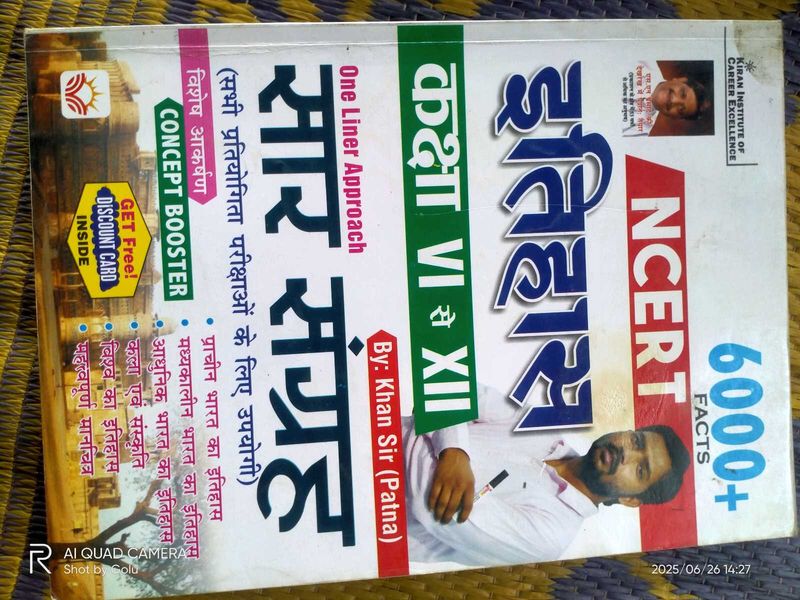 KIRAN INSTITUTE OF
CAREER EXCELLENCE
6000+
FACTS
NCERT
इतिहास
कक्षा VI से XII
By: Khan Sir (Patna)
One Liner Approach
सार संग्रह
(सभी प्रतियोगिता परीक्षाओं के लिए उपयोगी)
विशेष आकर्षण
CONCEPT BOOSTER
• प्राचीन भारत का इतिहास
• मध्यकालीन भारत का इतिहास
• आधुनिक भारत का इतिहास
• कला एवं संस्कृति
• विश्व का इतिहास
• महत्वपूर्ण मानचित्र
GET Free!
DISCOUNT CARD
INSIDE
AI QUAD CAMERA
Shot by Golu
2025/06/26 14:27